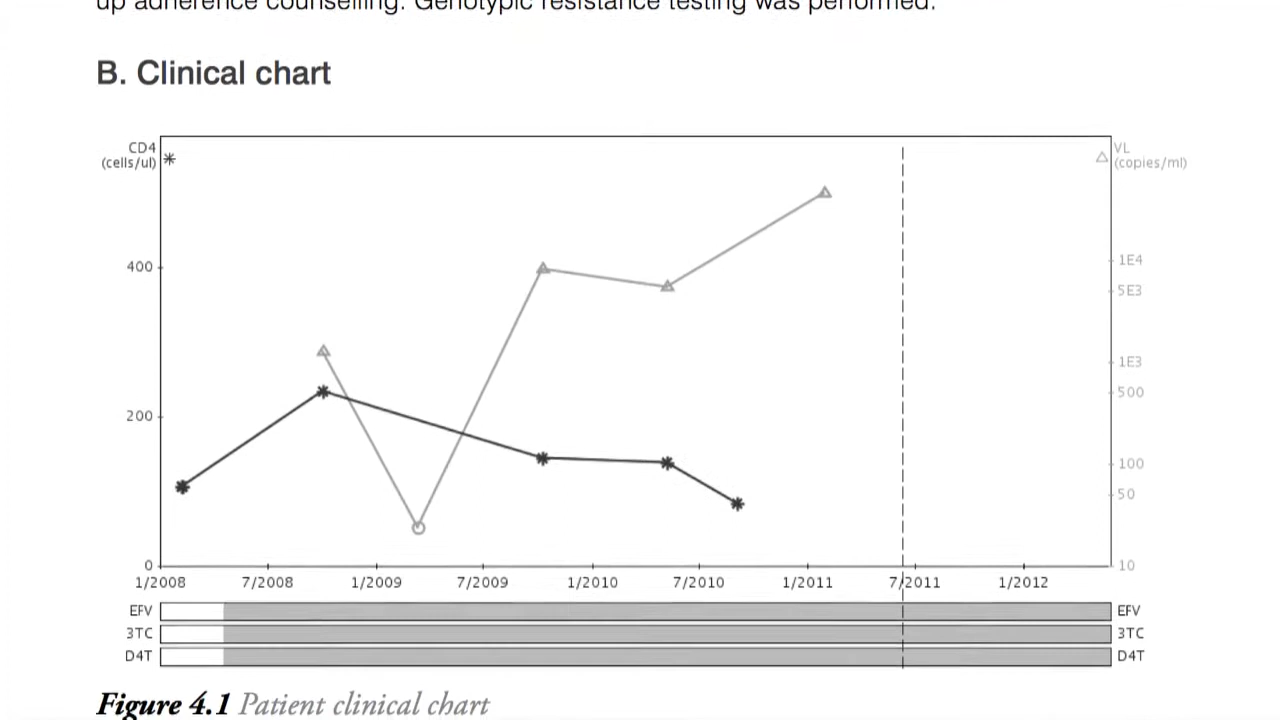 up adherence counselling. Genotypic resistance testing was performed.
B. Clinical chart
CD4
(cells/ul)
VL
(copies/ml)
400
200
0
1E4
5E3
1E3
500
100
50
10
1/2008 7/2008 1/2009 7/2009 1/2010 7/2010 1/2011 7/2011 1/2012
EFV EFV
3TC 3TC
D4T D4T
Figure 4.1 Patient clinical chart